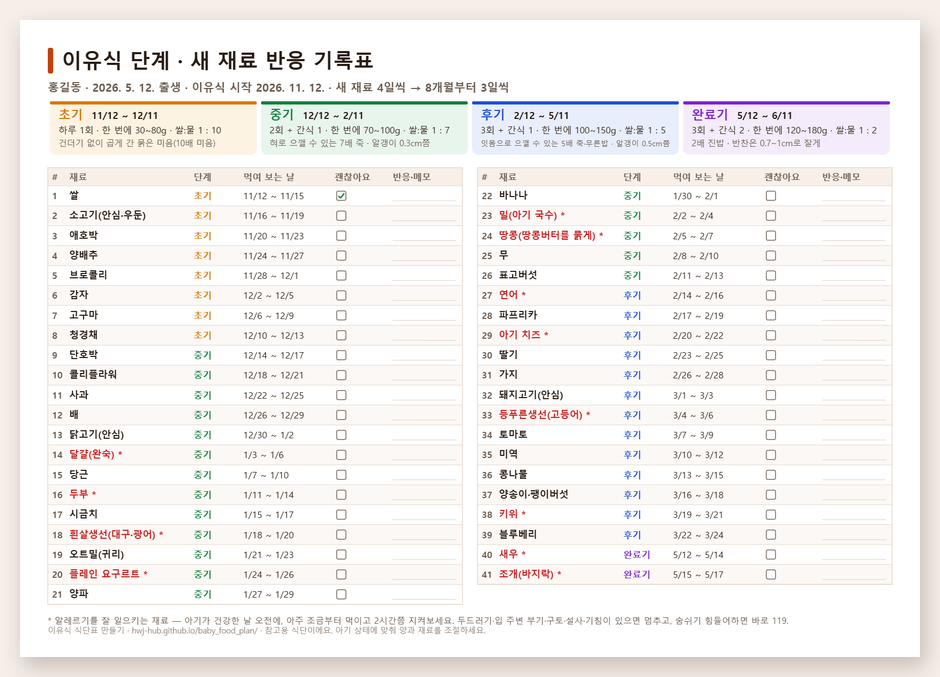 이유식 단계 · 새 재료 반응 기록표
홍길동 · 2026. 5. 12. 출생 · 이유식 시작 2026. 11. 12. · 새 재료 4일씩 → 8개월부터 3일씩
초기 11/12 ~ 12/11
하루 1회 · 한 번에 30~80g · 쌀:물 1 : 10
건더기 없이 곱게 간 묽은 미음(10배 미음)
중기 12/12 ~ 2/11
2회 + 간식 1 · 한 번에 70~100g · 쌀:물 1 : 7
혀로 으깰 수 있는 7배 죽 · 알갱이 0.3cm쯤
후기 2/12 ~ 5/11
3회 + 간식 1 · 한 번에 100~150g · 쌀:물 1 : 5
잇몸으로 으깰 수 있는 5배 죽·무른밥 · 알갱이 0.5cm쯤
완료기 5/12 ~ 6/11
3회 + 간식 2 · 한 번에 120~180g · 쌀:물 1 : 2
2배 진밥 · 반찬은 0.7~1cm로 잘게
# 재료 단계 먹여 보는 날 괜찮아요 반응·메모
1 쌀 초기 11/12 ~ 11/15
2 소고기(안심·우둔) 초기 11/16 ~ 11/19
3 애호박 초기 11/20 ~ 11/23
4 양배추 초기 11/24 ~ 11/27
5 브로콜리 초기 11/28 ~ 12/1
6 감자 초기 12/2 ~ 12/5
7 고구마 초기 12/6 ~ 12/9
8 청경채 초기 12/10 ~ 12/13
9 단호박 중기 12/14 ~ 12/17
10 콜리플라워 중기 12/18 ~ 12/21
11 사과 중기 12/22 ~ 12/25
12 배 중기 12/26 ~ 12/29
13 닭고기(안심) 중기 12/30 ~ 1/2
14 달걀(완숙) * 중기 1/3 ~ 1/6
15 당근 중기 1/7 ~ 1/10
16 두부 * 중기 1/11 ~ 1/14
17 시금치 중기 1/15 ~ 1/17
18 흰살생선(대구·광어) * 중기 1/18 ~ 1/20
19 오트밀(귀리) 중기 1/21 ~ 1/23
20 플레인 요구르트 * 중기 1/24 ~ 1/26
21 양파 중기 1/27 ~ 1/29
# 재료 단계 먹여 보는 날 괜찮아요 반응·메모
22 바나나 중기 1/30 ~ 2/1
23 밀(아기 국수) * 중기 2/2 ~ 2/4
24 땅콩(땅콩버터를 묽게) * 중기 2/5 ~ 2/7
25 무 중기 2/8 ~ 2/10
26 표고버섯 중기 2/11 ~ 2/13
27 연어 * 후기 2/14 ~ 2/16
28 파프리카 후기 2/17 ~ 2/19
29 아기 치즈 * 후기 2/20 ~ 2/22
30 딸기 후기 2/23 ~ 2/25
31 가지 후기 2/26 ~ 2/28
32 돼지고기(안심) 후기 3/1 ~ 3/3
33 등푸른생선(고등어) * 후기 3/4 ~ 3/6
34 토마토 후기 3/7 ~ 3/9
35 미역 후기 3/10 ~ 3/12
36 콩나물 후기 3/13 ~ 3/15
37 양송이·팽이버섯 후기 3/16 ~ 3/18
38 키위 * 후기 3/19 ~ 3/21
39 블루베리 후기 3/22 ~ 3/24
40 새우 * 완료기 5/12 ~ 5/14
41 조개(바지락) * 완료기 5/15 ~ 5/17
* 알레르기를 잘 일으키는 재료 — 아기가 건강한 날 오전에, 아주 조금부터 먹이고 2시간쯤 지켜보세요. 두드러기·입 주변 부기·구토·설사·기침이 있으면 멈추고, 숨쉬기 힘들어하면 바로 119.
이유식 식단표 만들기 · hwj-hub.github.io/baby_food_plan/ · 참고용 식단이에요. 아기 상태에 맞춰 양과 재료를 조절하세요.